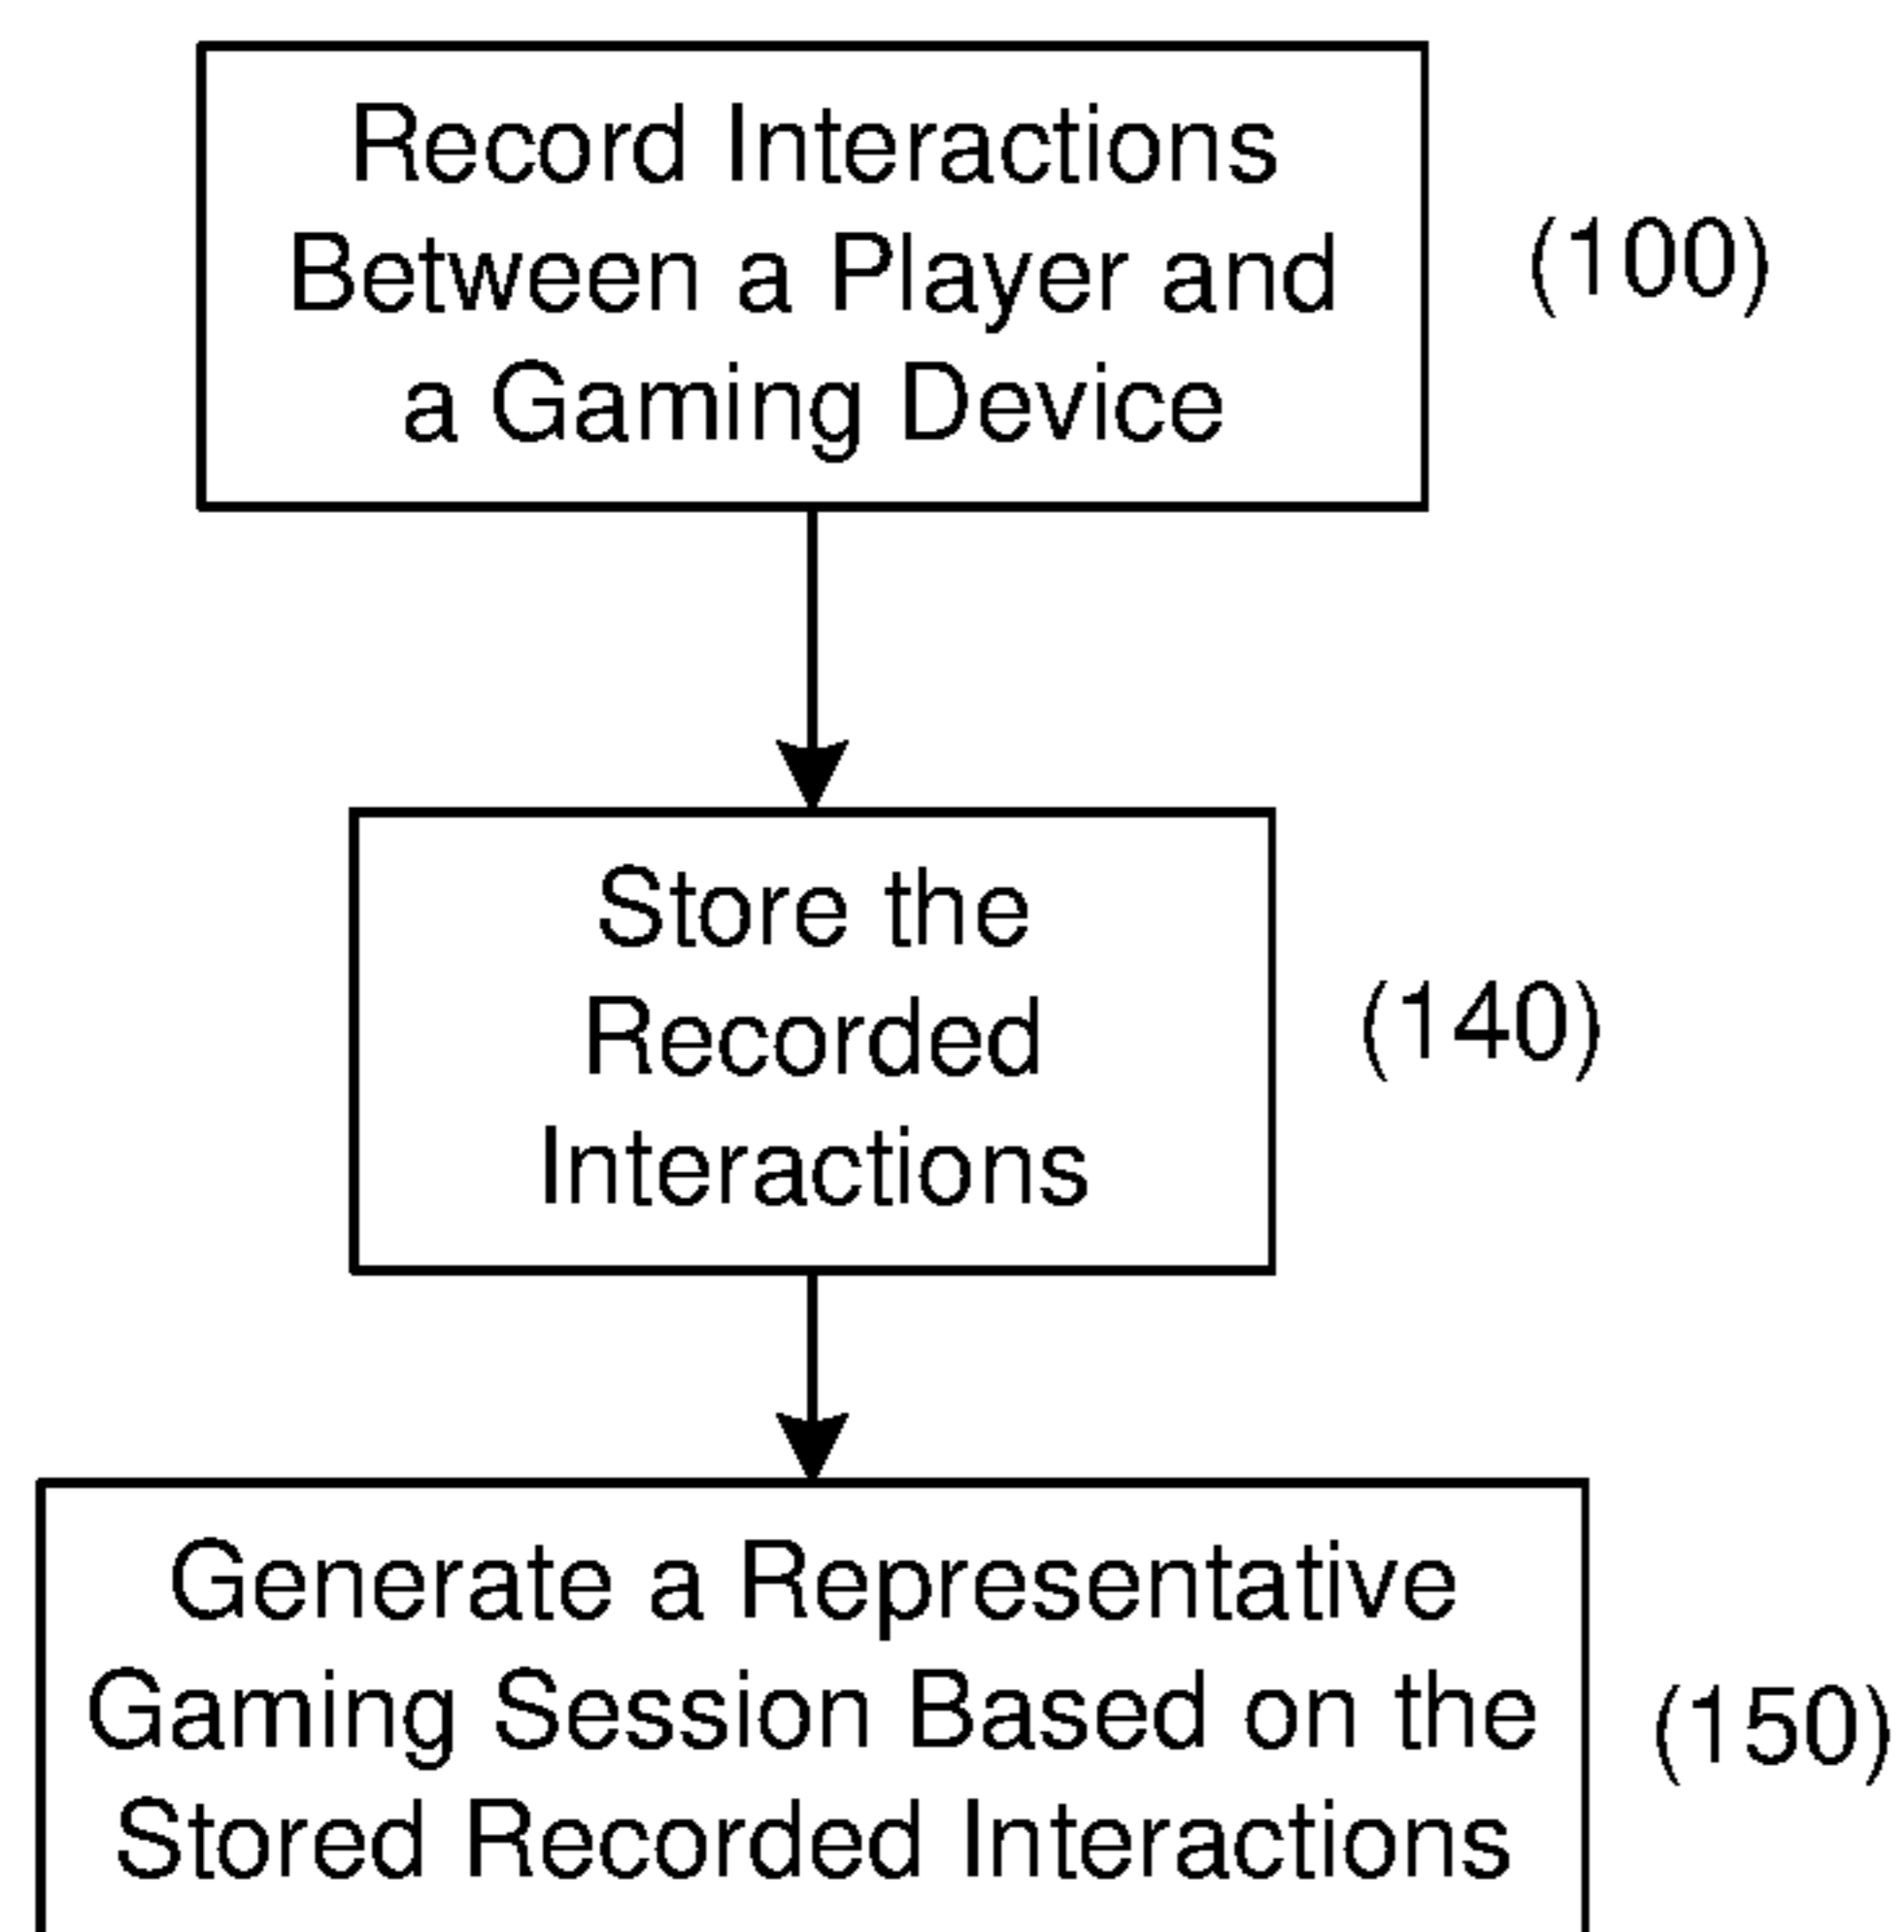 Record Interactions
Between a Player and
a Gaming Device
(100)
Store the
Recorded
Interactions
(140)
Generate a Representative
Gaming Session Based on the
Stored Recorded Interactions
(150)